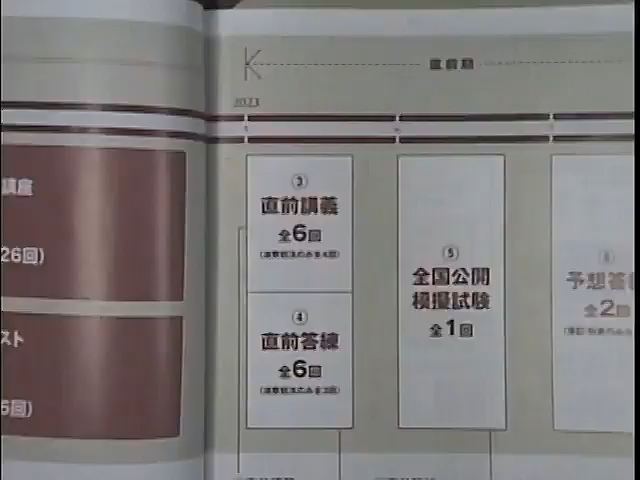 直前期
2023
講座
26回)
スト
5回)
③
直前講義
全6回
④
直前答練
全6回
⑤
全国公開
模擬試験
全1回
予想答
全2回